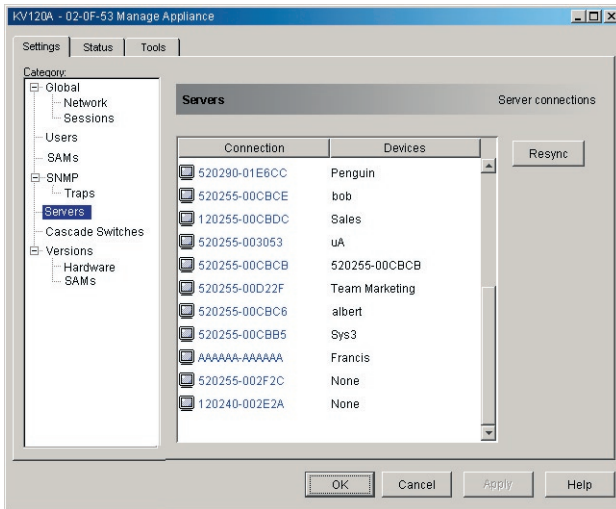 KV120A - 02-0F-53 Manage Appliance
Settings Status Tools
Category:
Global
Network
Sessions
Users
SAMs
SNMP
Traps
Servers
Cascade Switches
Versions
Hardware
SAMs
Servers Server connections
Connection Devices
520290-01E6CC Penguin
520255-00CBCE bob
120255-00CBDC Sales
520255-003053 uA
520255-00CBCB 520255-00CBCB
520255-00D22F Team Marketing
520255-00CBC6 albert
520255-00CBB5 Sys3
AAAAAA-AAAAAA Francis
520255-002F2C None
120240-002E2A None
Resync
OK Cancel Apply Help